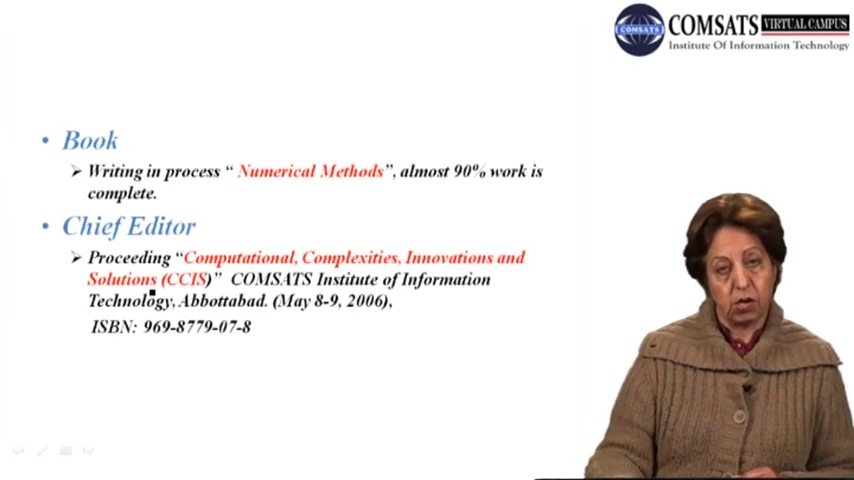 COMSATS
COMSATS VIRTUAL CAMPUS
Institute Of Information Technology
• Book
➢ Writing in process “ Numerical Methods”, almost 90% work is
complete.
• Chief Editor
➢ Proceeding “Computational, Complexities, Innovations and
Solutions (CCIS)” COMSATS Institute of Information
Technology, Abbottabad. (May 8-9, 2006),
ISBN: 969-8779-07-8